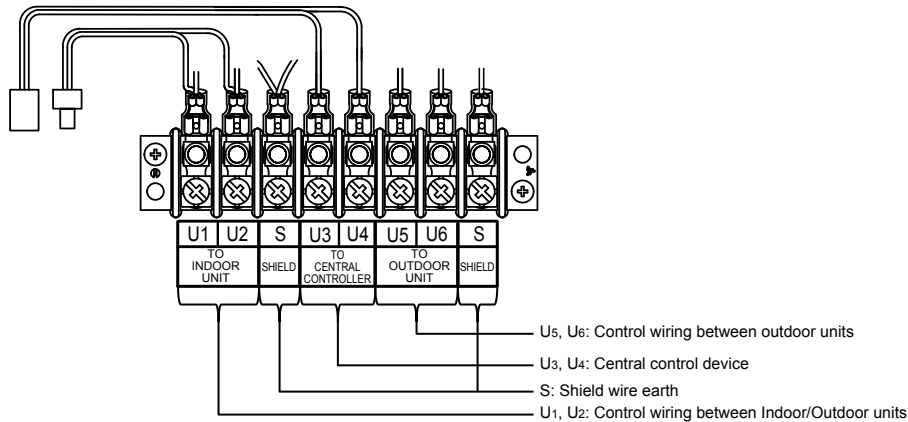 U1 U2 S U3 U4 U5 U6 S
TO INDOOR UNIT
SHIELD
TO CENTRAL CONTROLLER
TO OUTDOOR UNIT
SHIELD
U5, U6: Control wiring between outdoor units
U3, U4: Central control device
S: Shield wire earth
U1, U2: Control wiring between Indoor/Outdoor units